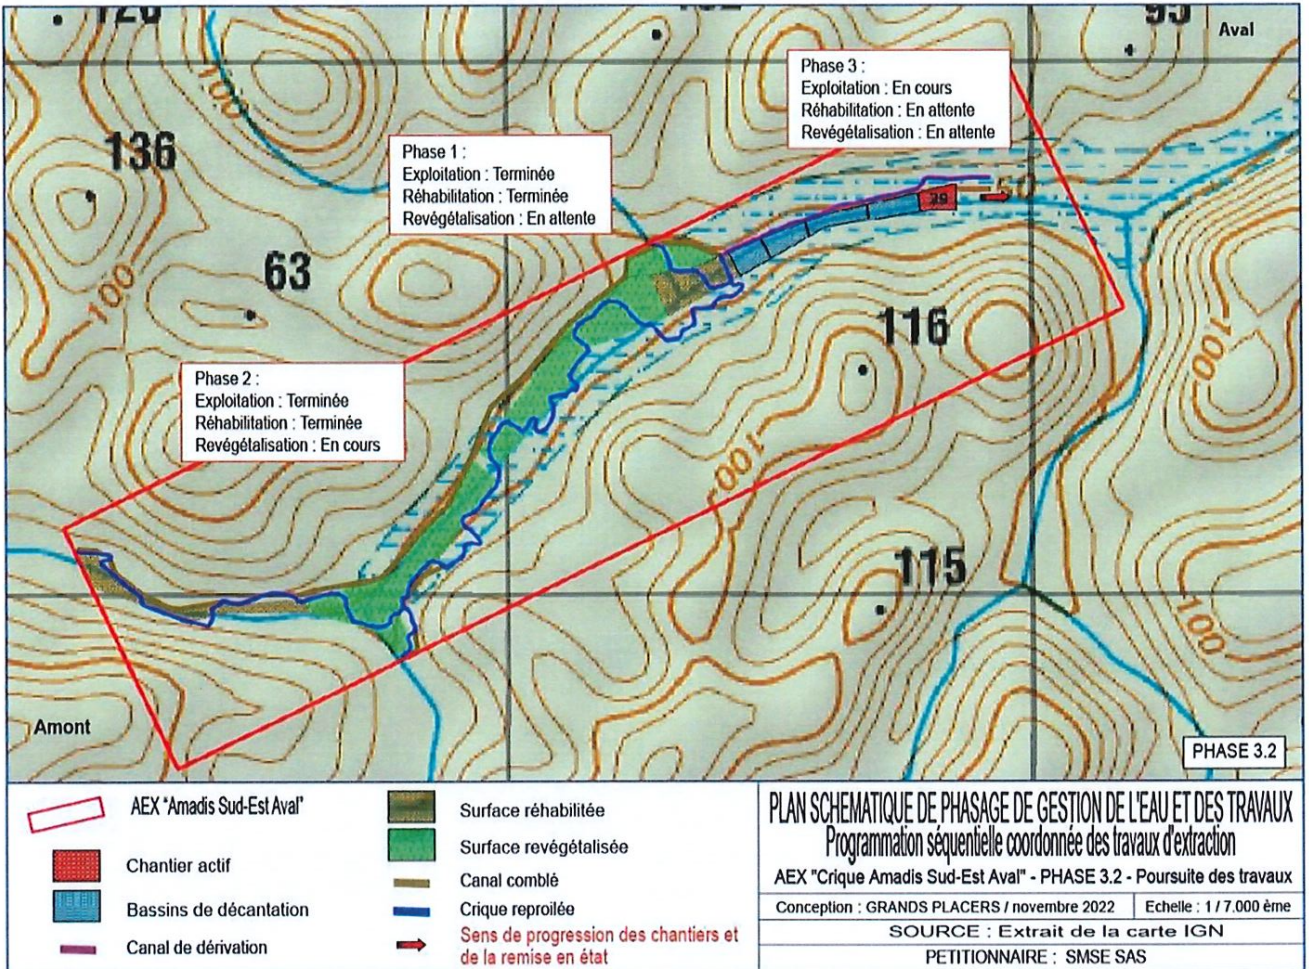 95
Aval
100
136
Phase 3 :
Exploitation : En cours
Réhabilitation : En attente
Revégétalisation : En attente
Phase 1 :
Exploitation : Terminée
Réhabilitation : Terminée
Revégétalisation : En attente
39
50
63
100
116
100
Phase 2 :
Exploitation : Terminée
Réhabilitation : Terminée
Revégétalisation : En cours
100
115
100
Amont
PHASE 3.2
AEX "Amadis Sud-Est Aval"
Chantier actif
Bassins de décantation
Canal de dérivation
Surface réhabilitée
Surface revégétalisée
Canal comblé
Crique reproilée
Sens de progression des chantiers et
de la remise en état
PLAN SCHEMATIQUE DE PHASAGE DE GESTION DE L'EAU ET DES TRAVAUX
Programmation séquentielle coordonnée des travaux d'extraction
AEX "Crique Amadis Sud-Est Aval" - PHASE 3.2 - Poursuite des travaux
Conception : GRANDS PLACERS / novembre 2022
Echelle : 1 / 7.000 ème
SOURCE : Extrait de la carte IGN
PETITIONNAIRE : SMSE SAS